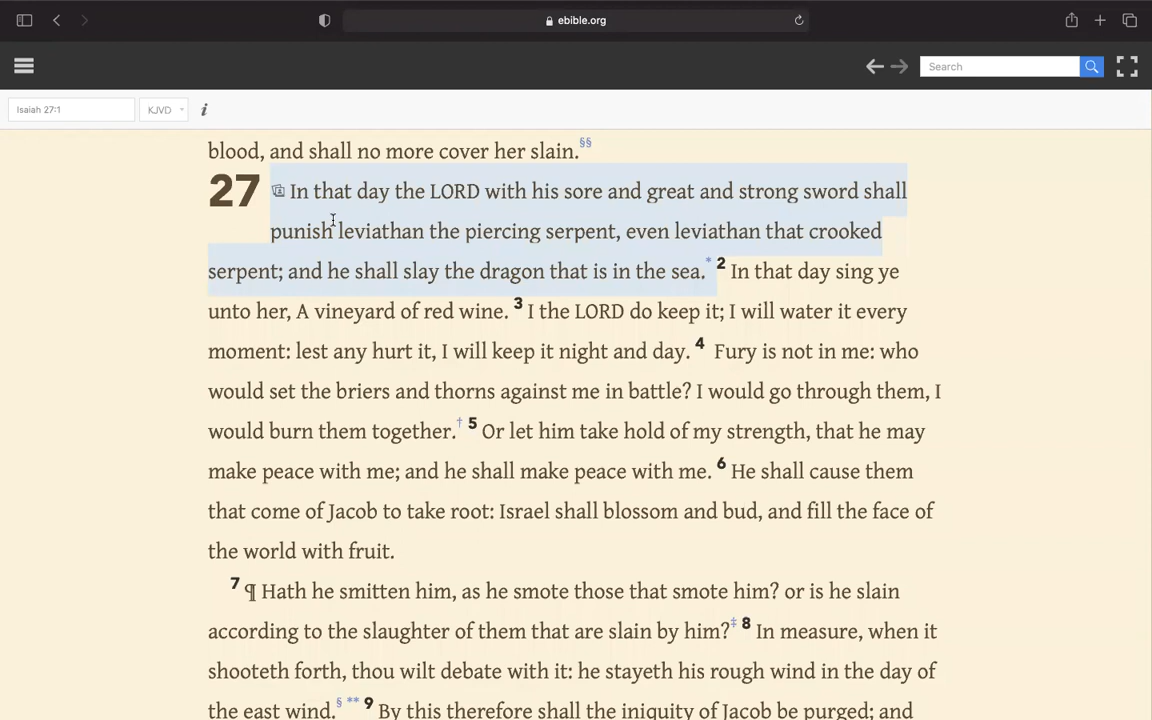 ebible.org
Search
Isaiah 27:1 KJVD i
blood, and shall no more cover her slain.§§
27 In that day the LORD with his sore and great and strong sword shall
punish leviathan the piercing serpent, even leviathan that crooked
serpent; and he shall slay the dragon that is in the sea.* 2 In that day sing ye
unto her, A vineyard of red wine. 3 I the LORD do keep it; I will water it every
moment: lest any hurt it, I will keep it night and day. 4 Fury is not in me: who
would set the briers and thorns against me in battle? I would go through them, I
would burn them together.† 5 Or let him take hold of my strength, that he may
make peace with me; and he shall make peace with me. 6 He shall cause them
that come of Jacob to take root: Israel shall blossom and bud, and fill the face of
the world with fruit.
7 ¶ Hath he smitten him, as he smote those that smote him? or is he slain
according to the slaughter of them that are slain by him?‡ 8 In measure, when it
shooteth forth, thou wilt debate with it: he stayeth his rough wind in the day of
the east wind.§ ** 9 By this therefore shall the iniquity of Jacob be purged; and